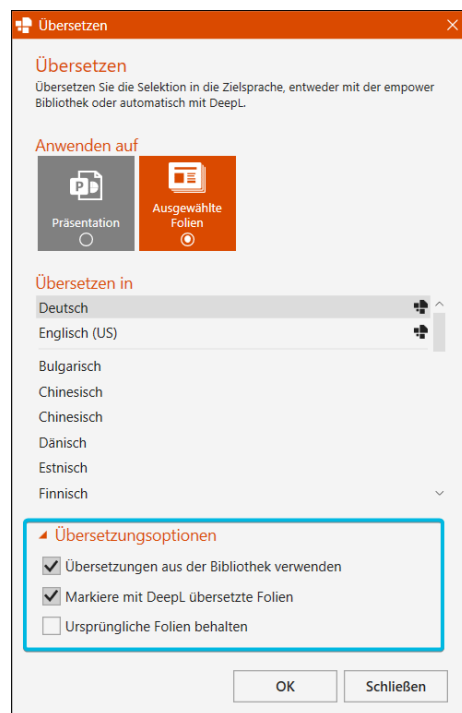 Übersetzen
Übersetzen
Übersetzen Sie die Selektion in die Zielsprache, entweder mit der empower
Bibliothek oder automatisch mit DeepL.
Anwenden auf
Präsentation
Ausgewählte
Folien
Übersetzen in
Deutsch
Englisch (US)
Bulgarisch
Chinesisch
Chinesisch
Dänisch
Estnisch
Finnisch
Übersetzungsoptionen
Übersetzungen aus der Bibliothek verwenden
Markiere mit DeepL übersetzte Folien
Ursprüngliche Folien behalten
OK
Schließen